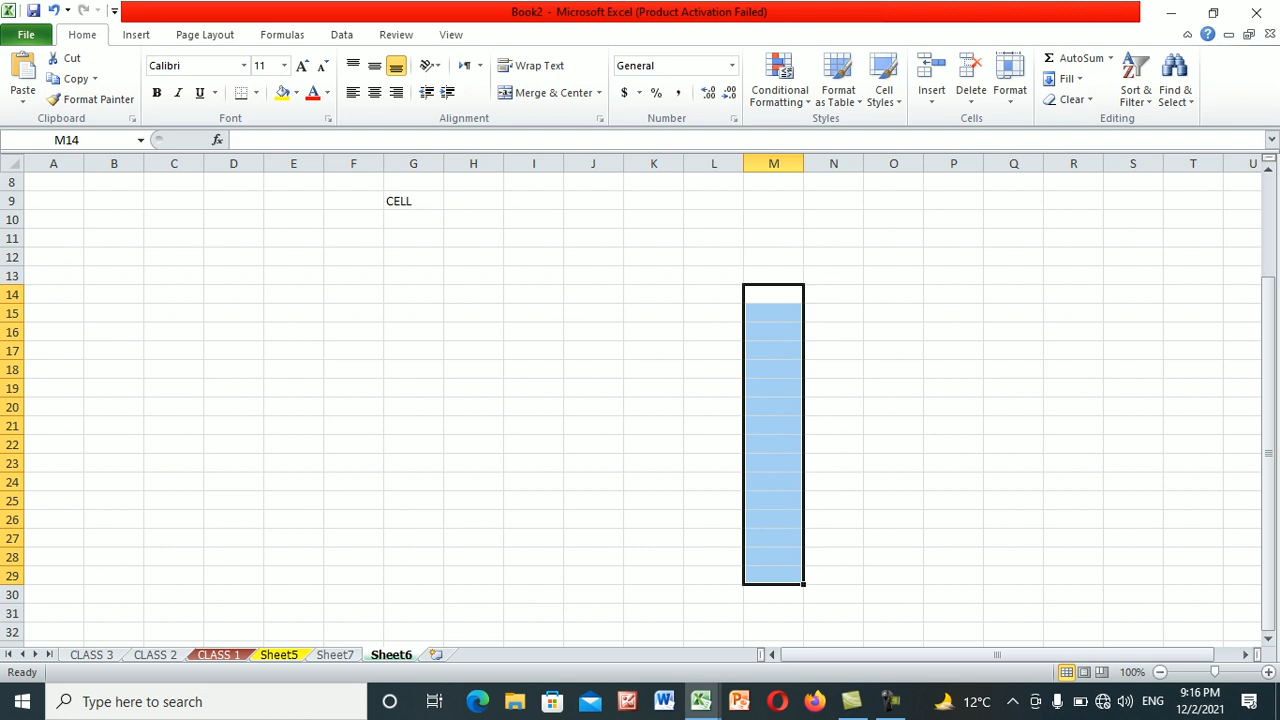 Book2 - Microsoft Excel (Product Activation Failed)
File Home Insert Page Layout Formulas Data Review View
Cut
Copy
Format Painter
Paste
Clipboard
Calibri 11
B I U
Font
Wrap Text
Merge & Center
Alignment
General
$ % ,
Number
Conditional Formatting
Format as Table
Cell Styles
Styles
Insert Delete Format
Cells
Σ AutoSum
Fill
Clear
Sort & Filter
Find & Select
Editing
M14 fx
A B C D E F G H I J K L M N O P Q R S T U
8
9 CELL
10
11
12
13
14
15
16
17
18
19
20
21
22
23
24
25
26
27
28
29
30
31
32
CLASS 3 CLASS 2 CLASS 1 Sheet5 Sheet7 Sheet6
Ready 100%
Type here to search
12°C ENG
9:16 PM
12/2/2021